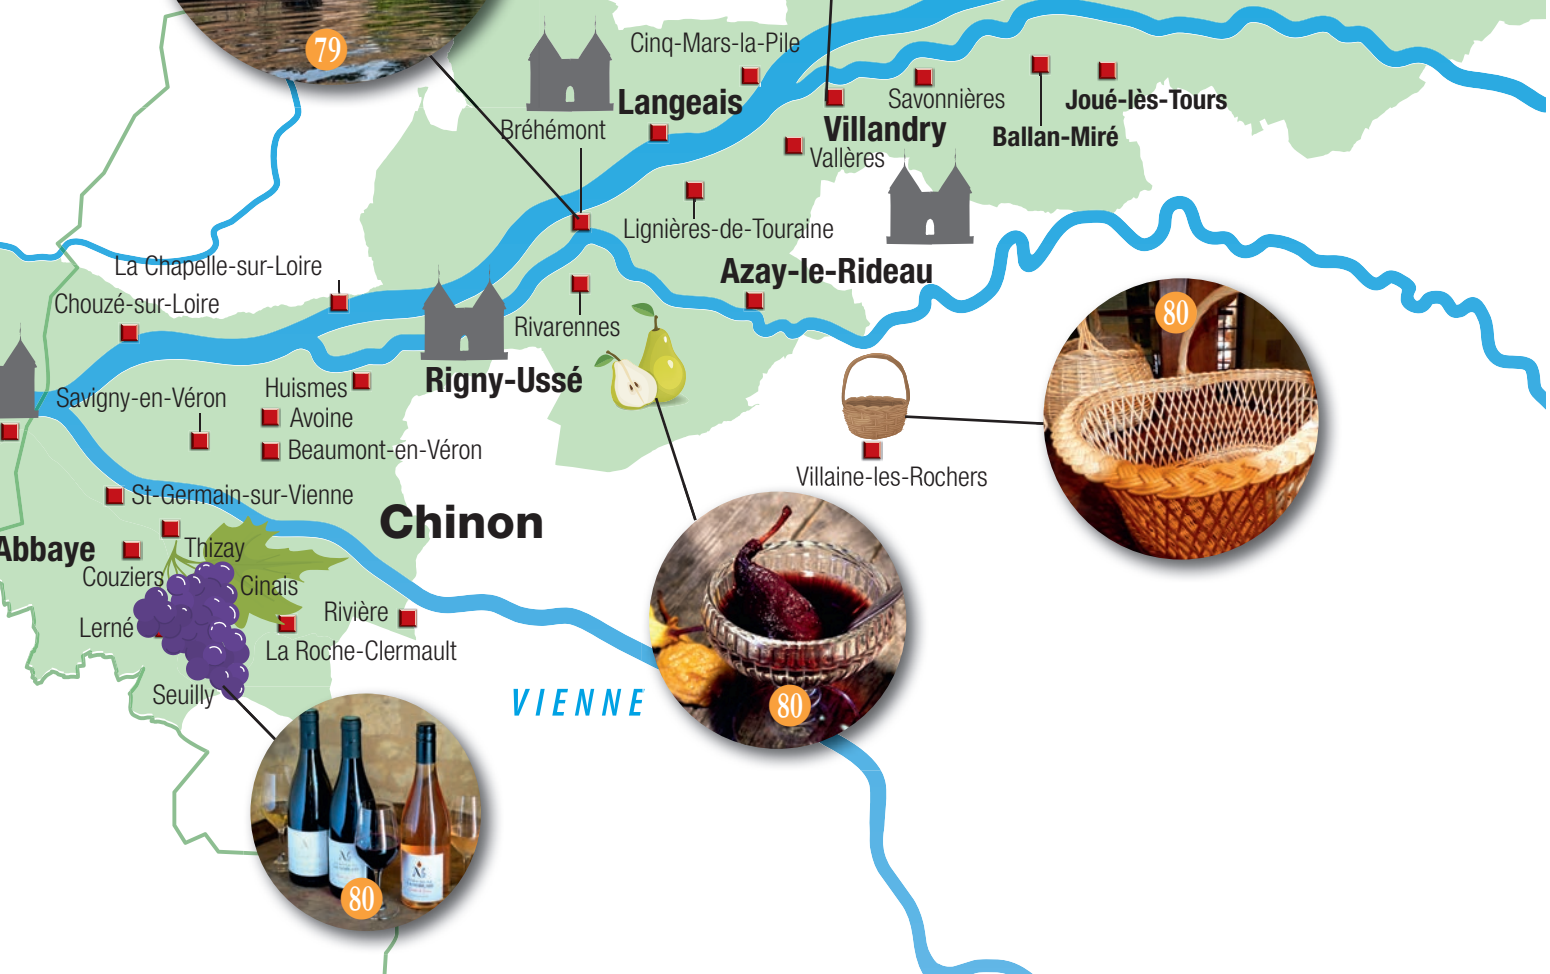 79
Cinq-Mars-la-Pile
Langeais
Bréhémont
Savonnières
Joué-lès-Tours
Villandry
Ballan-Miré
Vallères
Lignières-de-Touraine
La Chapelle-sur-Loire
Azay-le-Rideau
Chouzé-sur-Loire
80
Rivarennes
Rigny-Ussé
Huismes
Savigny-en-Véron
Avoine
Beaumont-en-Véron
Villaine-les-Rochers
St-Germain-sur-Vienne
Chinon
Abbaye
Thizay
Couziers
Cinais
Rivière
Lerné
La Roche-Clermault
Seuilly
VIENNE
80
80